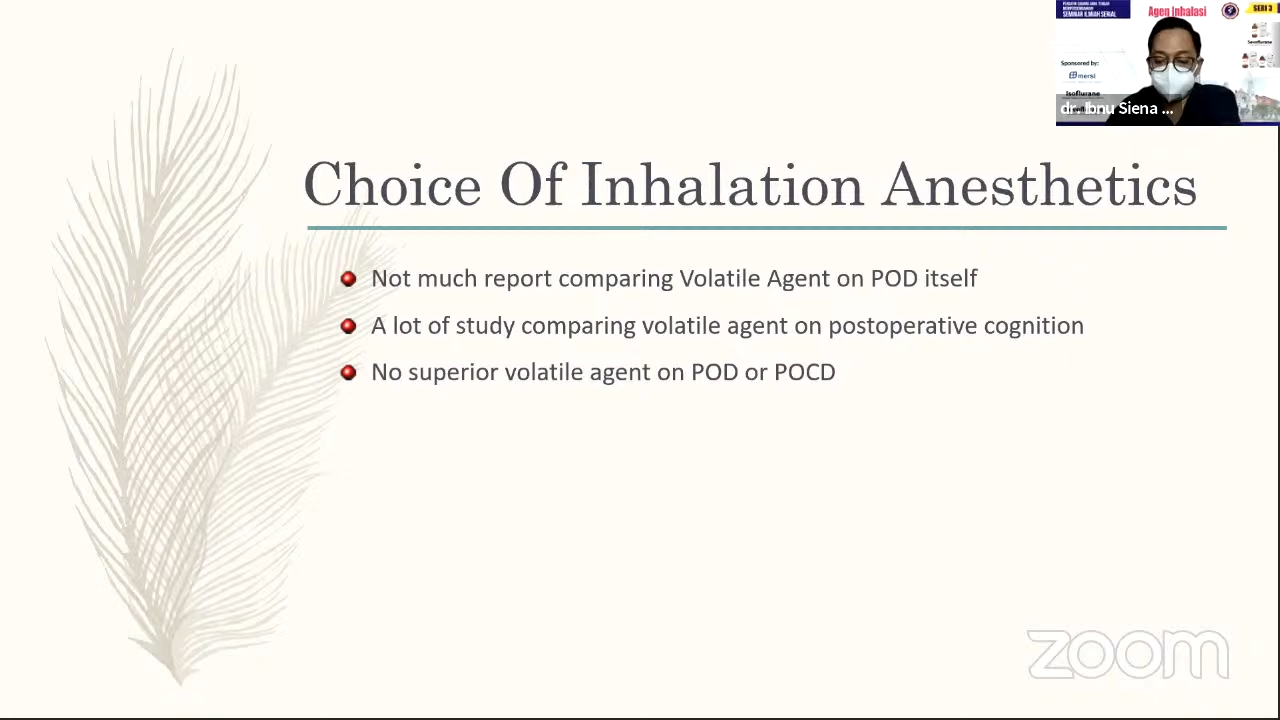 SEMINAR ILMIAH SERIAL
Agen Inhalasi
SERI 3
Sevoflurane
Sponsored by:
mersi
Isoflurane
dr. Ibnu Siena ...
Choice Of Inhalation Anesthetics
Not much report comparing Volatile Agent on POD itself
A lot of study comparing volatile agent on postoperative cognition
No superior volatile agent on POD or POCD
zoom